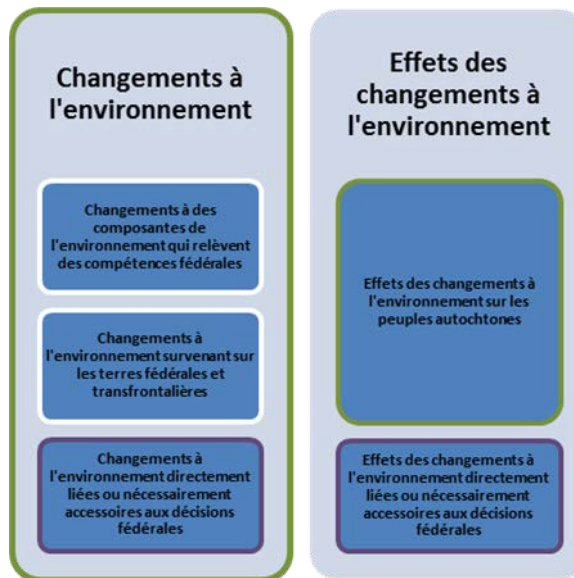 Changements à
l'environnement
Changements à des
composantes de
l'environnement qui relèvent
des compétences fédérales
Changements à
l'environnement survenant sur
les terres fédérales et
transfrontalières
Changements à
l'environnement directement
liées ou nécessairement
accessoires aux décisions
fédérales
Effets des
changements à
l'environnement
Effets des changements à
l'environnement sur les
peuples autochtones
Effets des changements à
l'environnement directement
liées ou nécessairement
accessoires aux décisions
fédérales